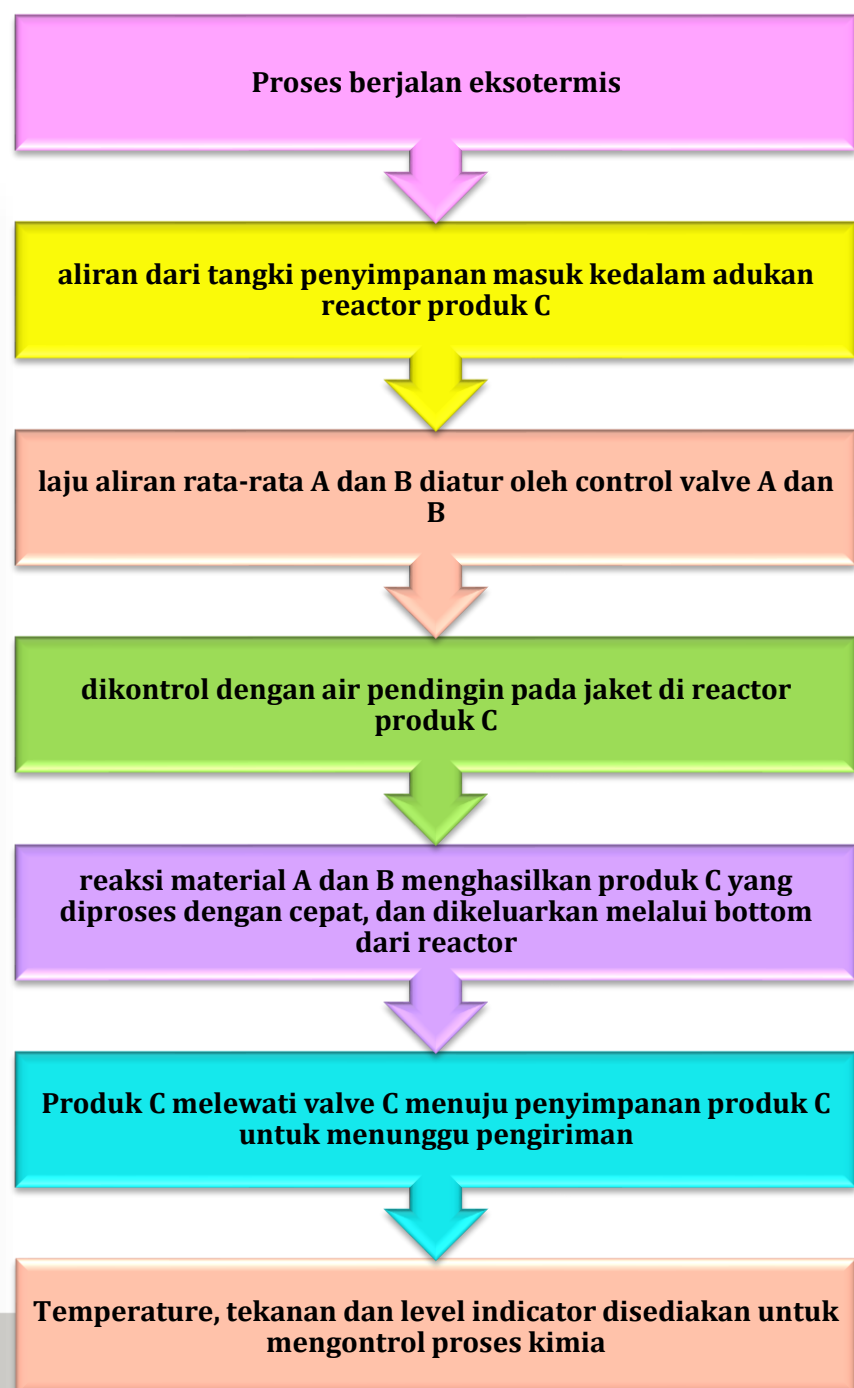 Proses berjalan eksotermis
aliran dari tangki penyimpanan masuk kedalam adukan
reactor produk C
laju aliran rata-rata A dan B diatur oleh control valve A dan
B
dikontrol dengan air pendingin pada jaket di reactor
produk C
reaksi material A dan B menghasilkan produk C yang
diproses dengan cepat, dan dikeluarkan melalui bottom
dari reactor
Produk C melewati valve C menuju penyimpanan produk C
untuk menunggu pengiriman
Temperature, tekanan dan level indicator disediakan untuk
mengontrol proses kimia